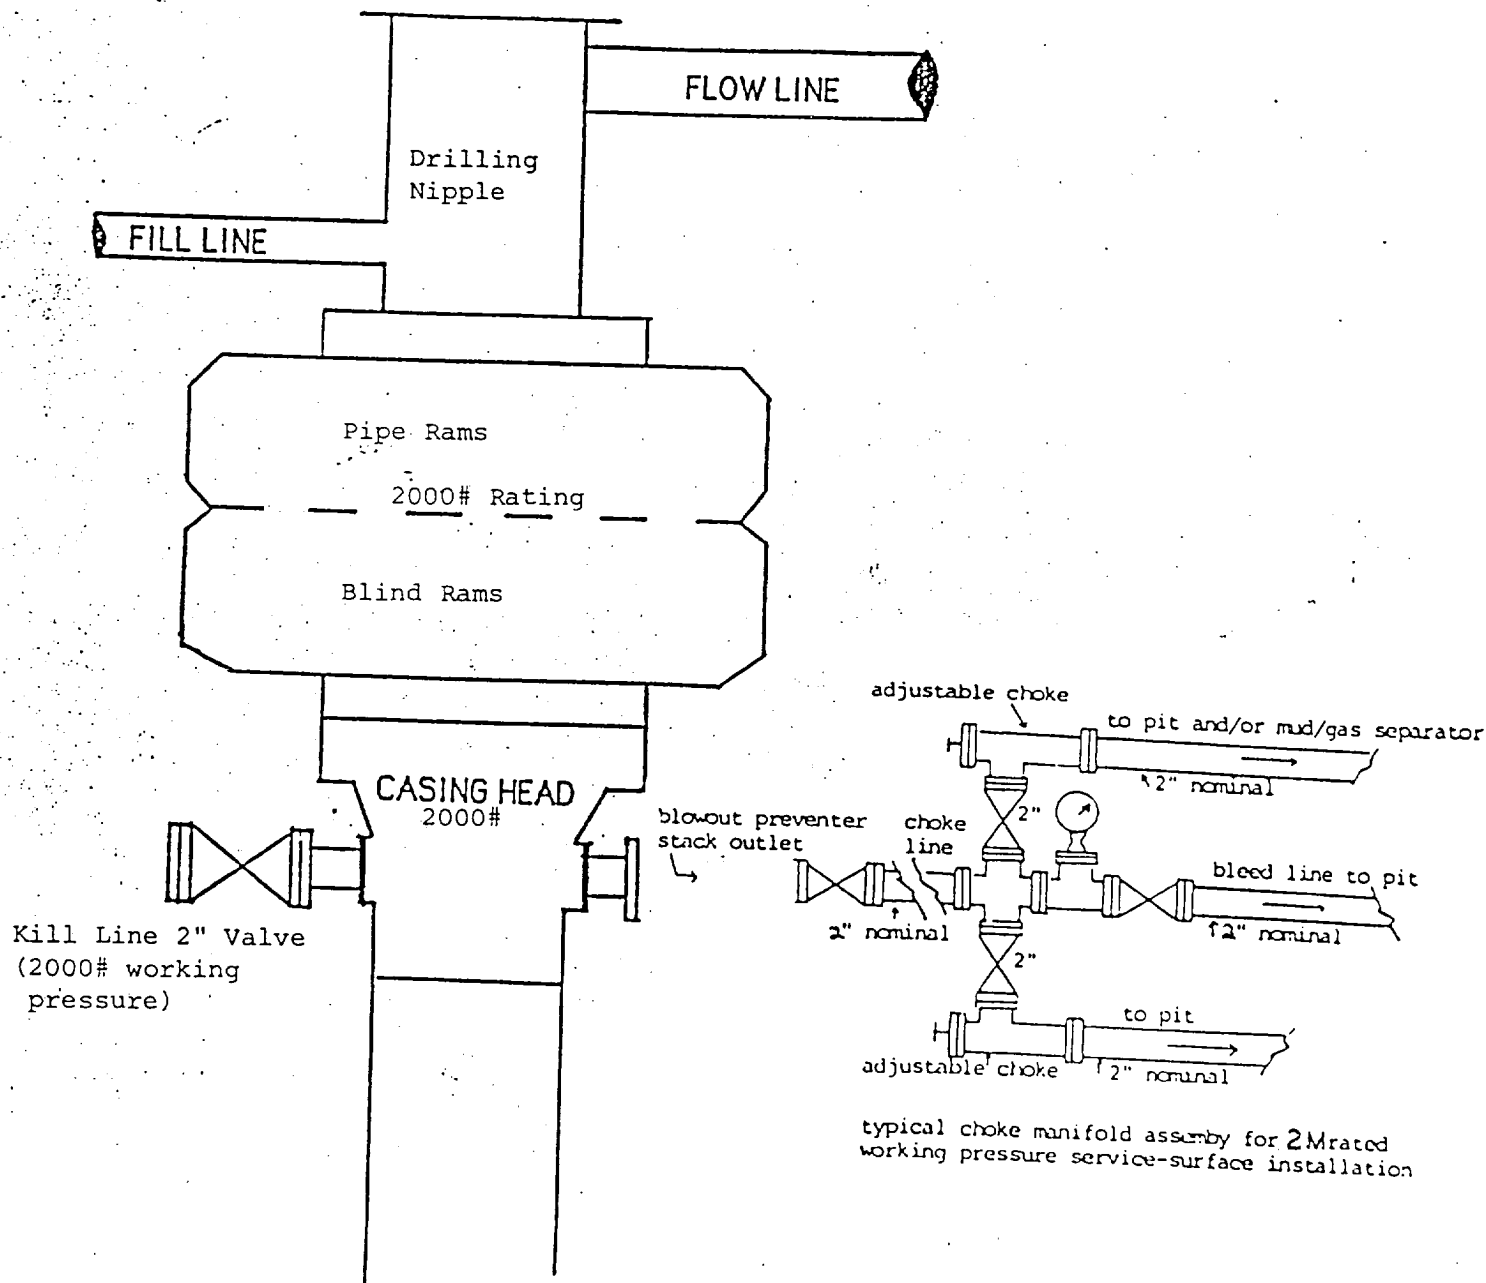 FLOW LINE
Drilling
Nipple
FILL LINE
Pipe Rams
2000# Rating
Blind Rams
CASING HEAD
2000#
Kill Line 2" Valve
(2000# working
pressure)
blowout preventer
stack outlet
adjustable choke
to pit and/or mud/gas separator
2" nominal
2"
choke
line
bleed line to pit
2" nominal
2" nominal
2"
to pit
adjustable choke
2" nominal
typical choke manifold assemby for 2Mrated
working pressure service-surface installation